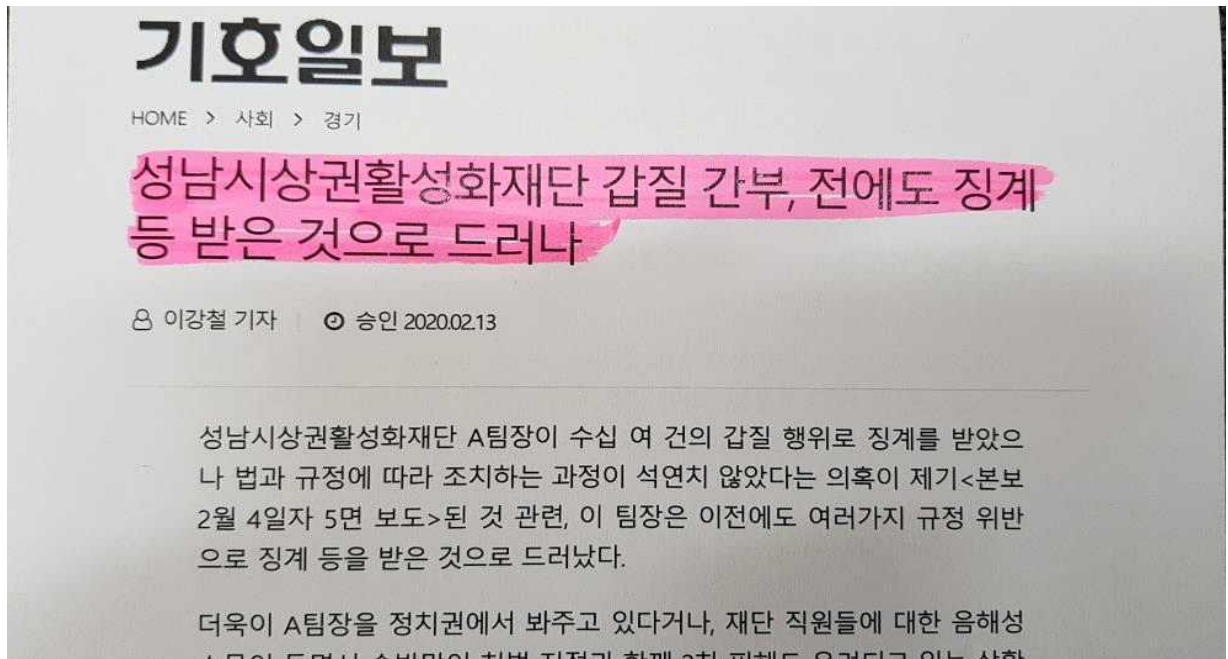 기호일보
HOME > 사회 > 경기
성남시상권활성화재단 갑질 간부, 전에도 징계
등 받은 것으로 드러나
이강철 기자 승인 2020.02.13
성남시상권활성화재단 A팀장이 수십 여 건의 갑질 행위로 징계를 받았으
나 법과 규정에 따라 조치하는 과정이 석연치 않았다는 의혹이 제기<본보
2월 4일자 5면 보도>된 것 관련, 이 팀장은 이전에도 여러가지 규정 위반
으로 징계 등을 받은 것으로 드러났다.
더욱이 A팀장을 정치권에서 봐주고 있다거나, 재단 직원들에 대한 음해성